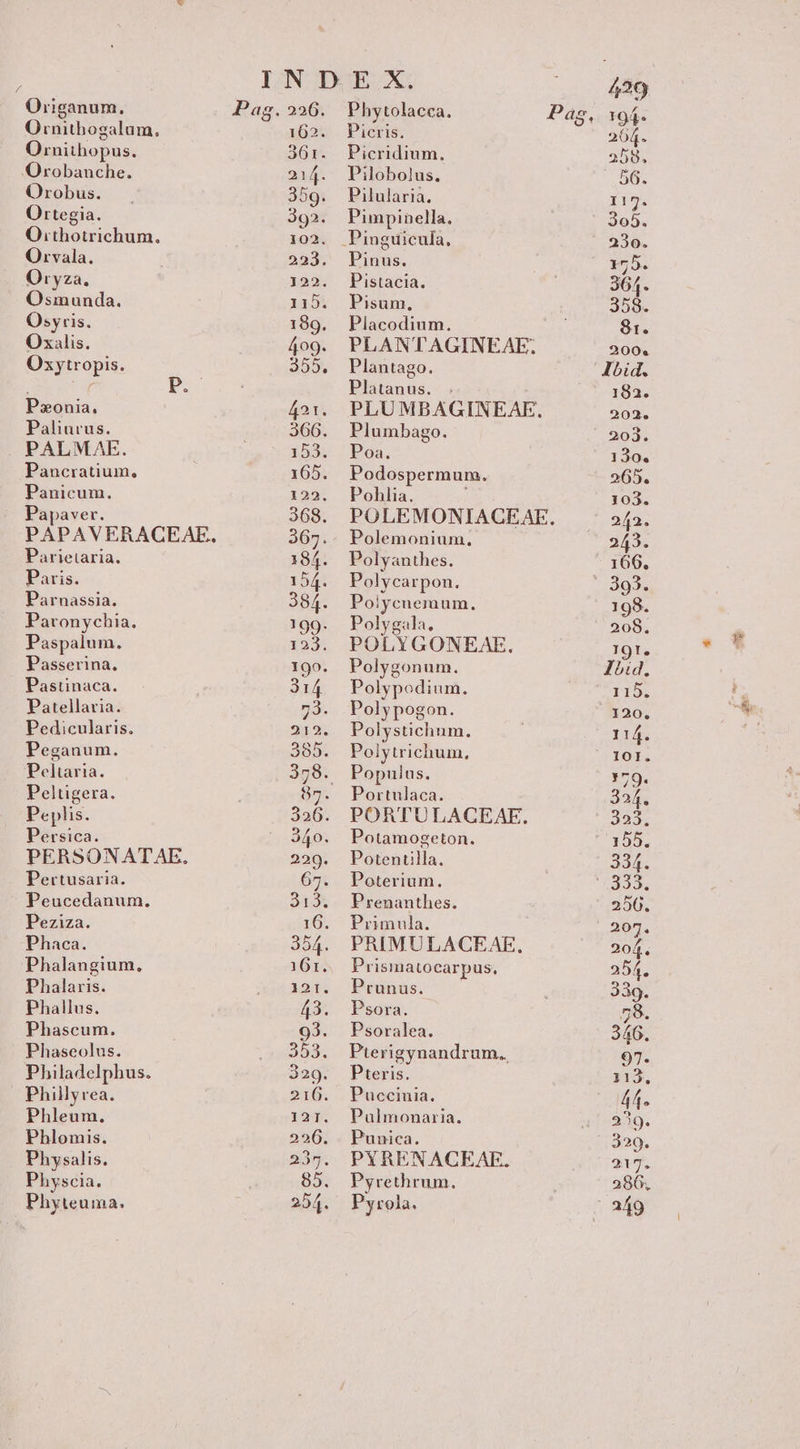 INDEX.
429
Origanum. Pag. 226.
Ornithogalum. 162.
Ornithopus. 361.
Orobanche. 214.
Orobus. 359.
Ortegia. 392.
Orthotrichum. 102.
Orvala. 223.
Oryza. 122.
Osmunda. 115.
Osyris. 189.
Oxalis. 409.
Oxytropis. 355.
P.
Pæonia. 421.
Paliurus. 366.
PALMAE. 153.
Pancratium. 165.
Panicum. 122.
Papaver. 368.
PAPAVERACEAE. 367.
Parietaria. 184.
Paris. 154.
Parnassia. 384.
Paronychia. 199.
Paspalum. 123.
Passerina. 190.
Pastinaca. 314
Patellaria. 73.
Pedicularis. 212.
Peganum. 385.
Peltaria. 378.
Peltigera. 87.
Peplis. 326.
Persica. 340.
PERSONATAE. 229.
Pertusaria. 67.
Peucedanum. 313.
Peziza. 16.
Phaca. 354.
Phalangium. 161.
Phalaris. 121.
Phallus. 43.
Phascum. 93.
Phaseolus. 353.
Philadelphus. 329.
Phillyrea. 216.
Phleum. 121.
Phlomis. 226.
Physalis. 237.
Physcia. 85.
Phyteuma. 254.
Phytolacca. Pag. 194.
Picris. 264.
Picridium. 258.
Pilobolus. 56.
Pilularia. 117.
Pimpinella. 305.
Pinguicula. 230.
Pinus. 175.
Pistacia. 364.
Pisum. 358.
Placodium. 81.
PLANTAGINEAE. 200.
Plantago. Ibid.
Platanus. 182.
PLUMBAGINEAE. 202.
Plumbago. 203.
Poa. 130.
Podospermum. 265.
Pohlia. 103.
POLEMONIACEAE. 242.
Polemonium. 243.
Polyanthes. 166.
Polycarpon. 393.
Polycnemum. 198.
Polygala. 208.
POLYGONEAE. 191.
Polygonum. Ibid.
Polypodium. 115.
Polypogon. 120.
Polystichum. 114.
Polytrichum. 101.
Populus. 179.
Portulaca. 324.
PORTULACEAE. 323.
Potamogeton. 155.
Potentilla. 334.
Poterium. 333.
Prenanthes. 256.
Primula. 207.
PRIMULACEAE. 204.
Prismatocarpus. 254.
Prunus. 339.
Psora. 78.
Psoralea. 346.
Pterigynandrum. 97.
Pteris. 113.
Puccinia. 44.
Pulmonaria. 239.
Punica. 329.
PYRENACEAE. 217.
Pyrethrum. 286.
Pyrola. 249